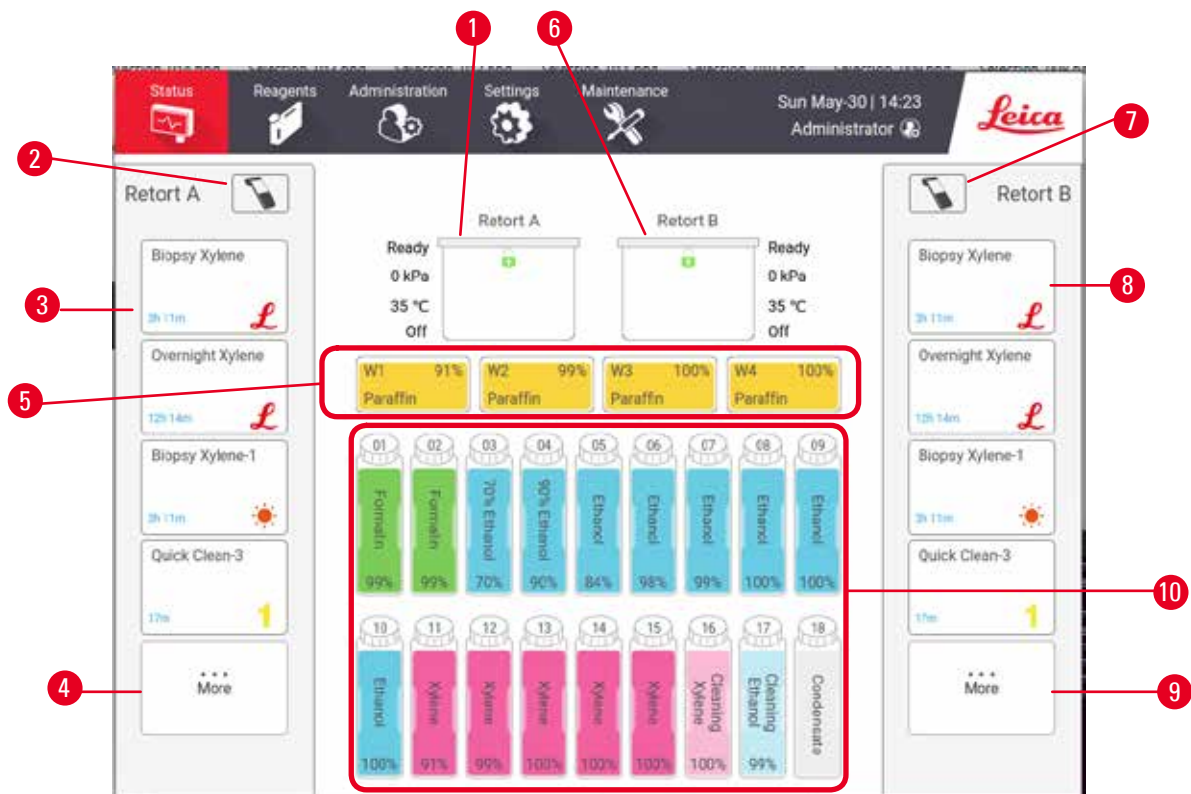 1
6
Status
Reagents
Administration
Settings
Maintenance
Sun May-30 | 14:23
Administrator
Leica
7
2
Retort A
Retort B
Biopsy Xylene
3h 11m
3
Overnight Xylene
12h 14m
Biopsy Xylene-1
3h 11m
Quick Clean-3
17m
1
More
4
Retort A
Ready
0 kPa
35 °C
Off
Retort B
Ready
0 kPa
35 °C
Off
5
W1 91%
Paraffin
W2 99%
Paraffin
W3 100%
Paraffin
W4 100%
Paraffin
01 02 03 04 05 06 07 08 09
Formalin
Formalin
70% Ethanol
90% Ethanol
Ethanol
Ethanol
Ethanol
Ethanol
Ethanol
99% 99% 70% 90% 84% 98% 99% 100% 100%
10 11 12 13 14 15 16 17 18
Ethanol
Xylene
Xylene
Xylene
Xylene
Xylene
Cleaning
Xylene
Cleaning
Ethanol
Condensate
100% 91% 99% 100% 100% 100% 100% 99%
Biopsy Xylene
3h 11m
8
Overnight Xylene
12h 14m
Biopsy Xylene-1
3h 11m
Quick Clean-3
17m
1
10
More
9